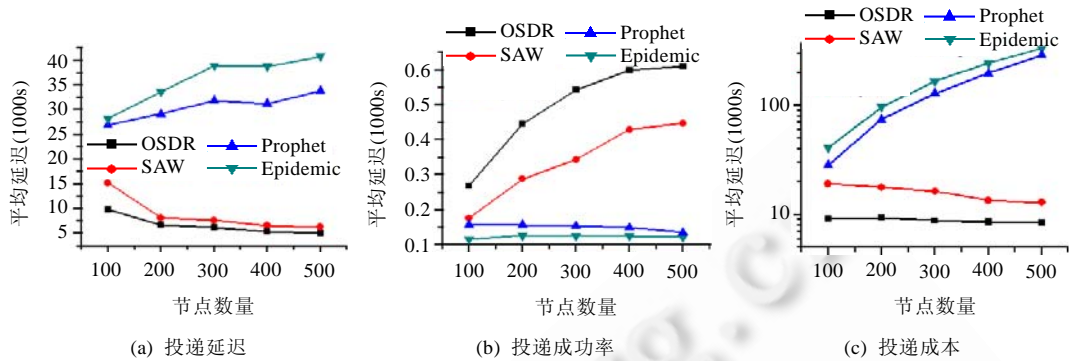 OSDR Prophet
SAW Epidemic
平均延迟(1000s)
40
35
30
25
20
15
10
5
100 200 300 400 500
节点数量
(a) 投递延迟
OSDR Prophet
SAW Epidemic
平均延迟(1000s)
0.6
0.5
0.4
0.3
0.2
0.1
100 200 300 400 500
节点数量
(b) 投递成功率
OSDR Prophet
SAW Epidemic
平均延迟(1000s)
100
10
100 200 300 400 500
节点数量
(c) 投递成本